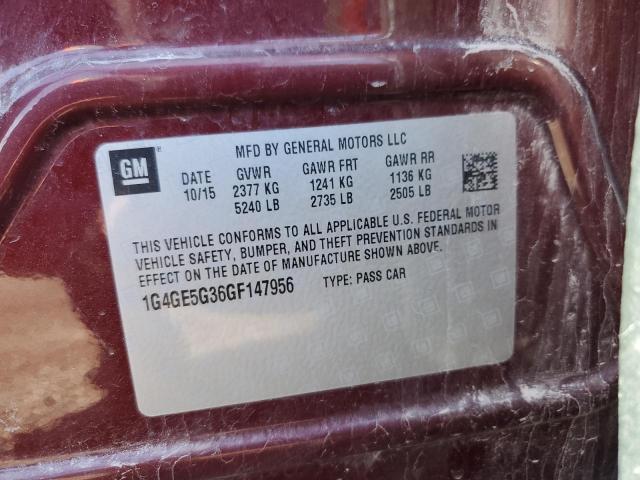 MFD BY GENERAL MOTORS LLC
GM
DATE GVWR GAWR FRT GAWR RR
10/15 2377 KG 1241 KG 1136 KG
5240 LB 2735 LB 2505 LB
THIS VEHICLE CONFORMS TO ALL APPLICABLE U.S. FEDERAL MOTOR
VEHICLE SAFETY, BUMPER, AND THEFT PREVENTION STANDARDS IN
EFFECT ON THE DATE OF MANUFACTURE SHOWN ABOVE.
1G4GE5G36GF147956 TYPE: PASS CAR